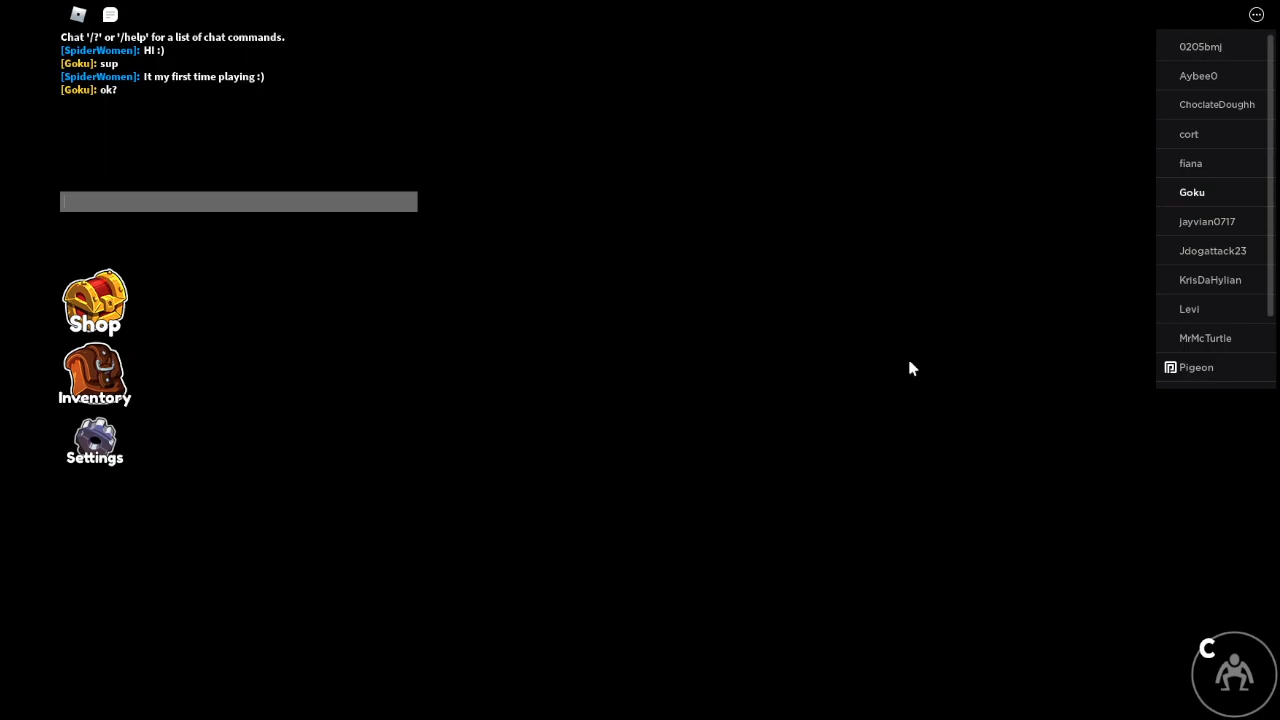 Chat '/?' or '/help' for a list of chat commands.
[SpiderWomen]: HI :)
[Goku]: sup
[SpiderWomen]: It my first time playing :)
[Goku]: ok?
Shop
Inventory
Settings
0205bmj
Aybee0
ChoclateDoughh
cort
fiana
Goku
jayvian0717
Jdogattack23
KrisDaHylian
Levi
MrMcTurtle
Pigeon
C